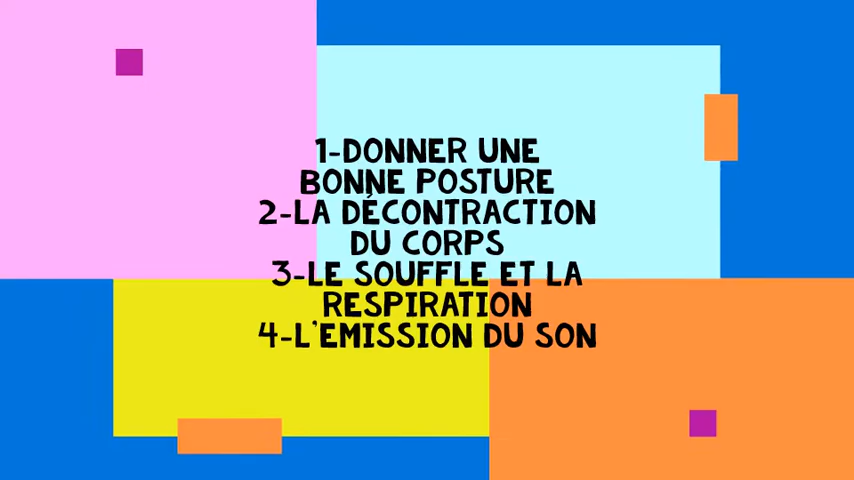 1-DONNER UNE
BONNE POSTURE
2-LA DÉCONTRACTION
DU CORPS
3-LE SOUFFLE ET LA
RESPIRATION
4-L'EMISSION DU SON